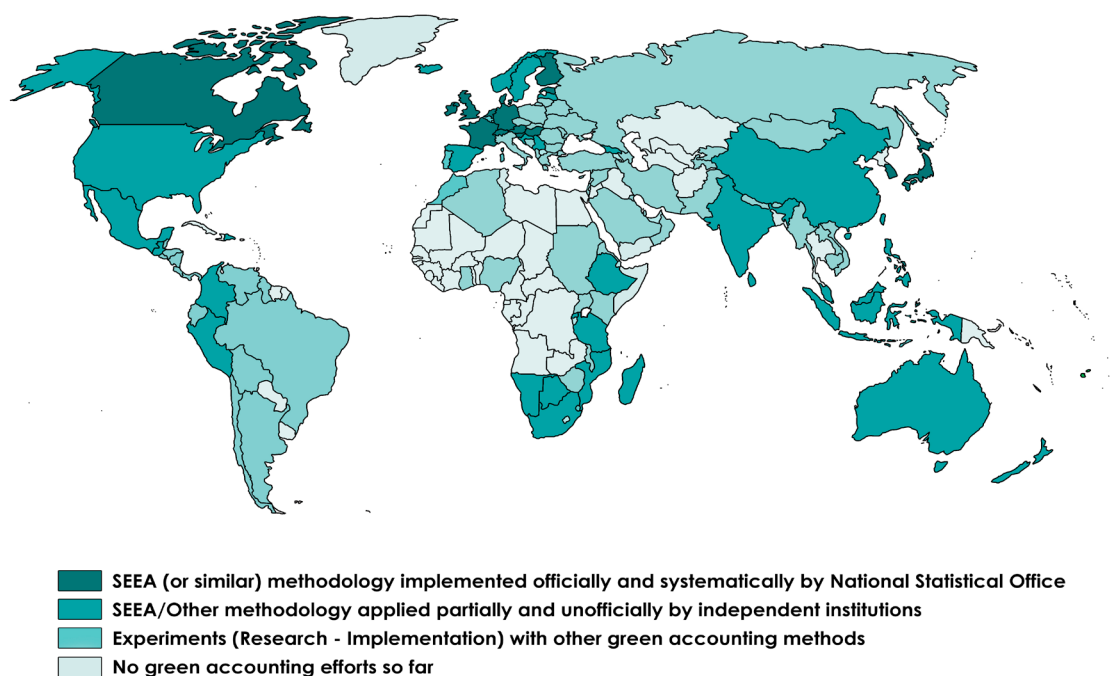 SEEA (or similar) methodology implemented officially and systematically by National Statistical Office
SEEA/Other methodology applied partially and unofficially by independent institutions
Experiments (Research - Implementation) with other green accounting methods
No green accounting efforts so far